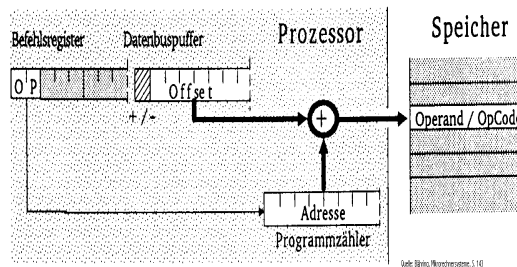 Befehlsregister Datenbuspuffer Prozessor Speicher
O P Offset
+ / -
+
Operand / OpCode
Adresse
Programmzähler
Quelle: Bähring, Mikrorechnersysteme, S. 143